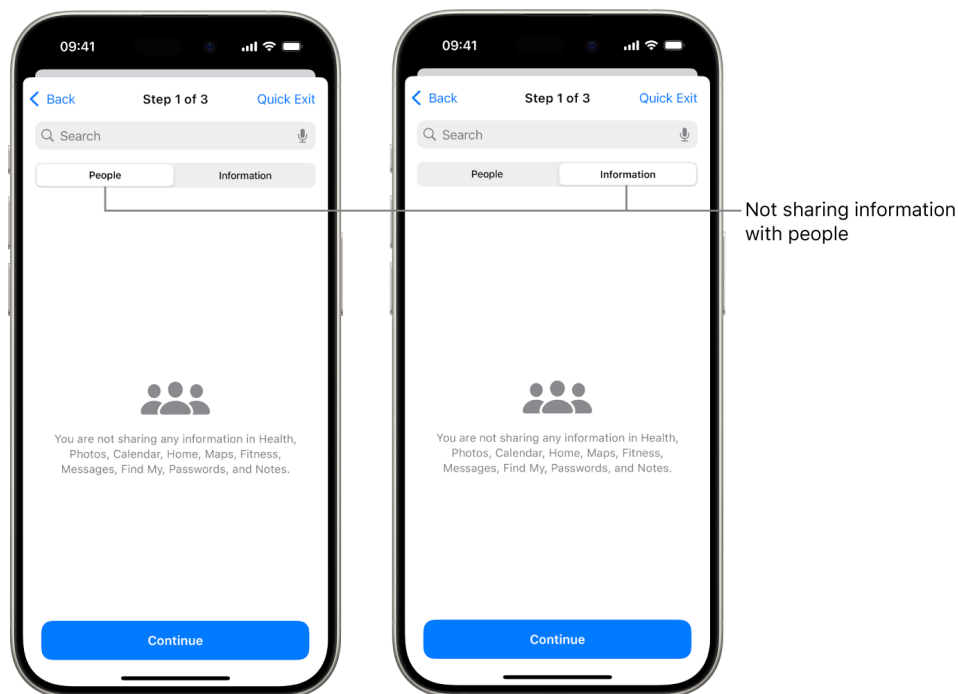 09:41
Back
Step 1 of 3
Quick Exit
Search
People
Information
You are not sharing any information in Health,
Photos, Calendar, Home, Maps, Fitness,
Messages, Find My, Passwords, and Notes.
Continue
09:41
Back
Step 1 of 3
Quick Exit
Search
People
Information
You are not sharing any information in Health,
Photos, Calendar, Home, Maps, Fitness,
Messages, Find My, Passwords, and Notes.
Continue
Not sharing information
with people